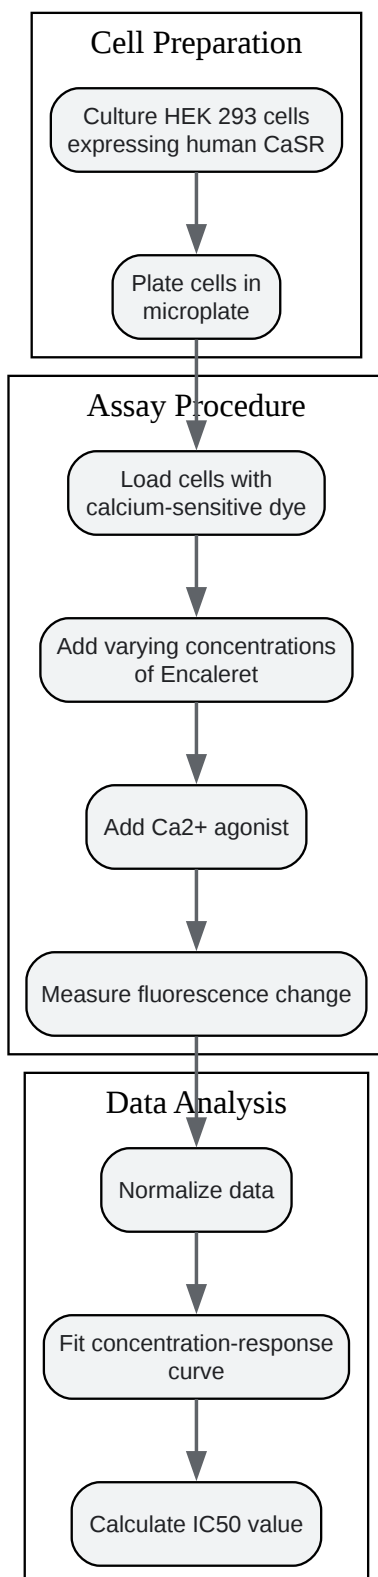 Cell Preparation
Culture HEK 293 cells
expressing human CaSR
Plate cells in
microplate
Assay Procedure
Load cells with
calcium-sensitive dye
Add varying concentrations
of Encaleret
Add Ca2+ agonist
Measure fluorescence change
Data Analysis
Normalize data
Fit concentration-response
curve
Calculate IC50 value